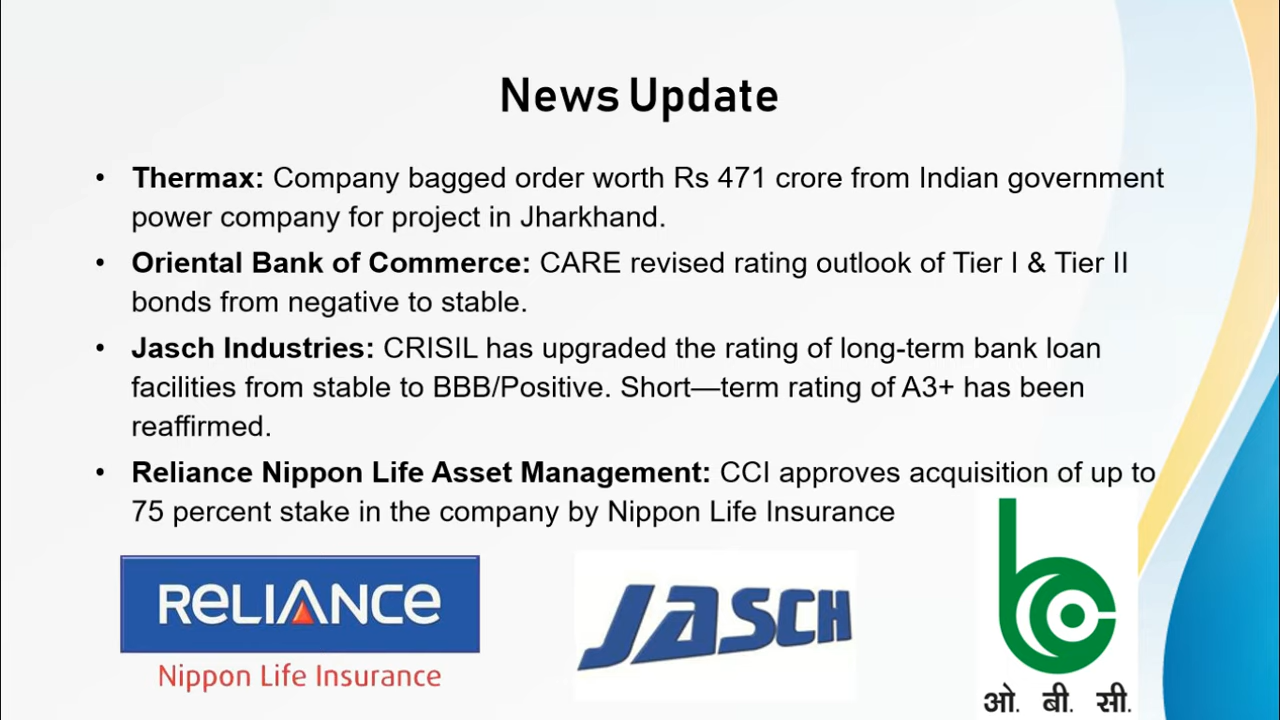 News Update
• Thermax: Company bagged order worth Rs 471 crore from Indian government
power company for project in Jharkhand.
• Oriental Bank of Commerce: CARE revised rating outlook of Tier I & Tier II
bonds from negative to stable.
• Jasch Industries: CRISIL has upgraded the rating of long-term bank loan
facilities from stable to BBB/Positive. Short—term rating of A3+ has been
reaffirmed.
• Reliance Nippon Life Asset Management: CCI approves acquisition of up to
75 percent stake in the company by Nippon Life Insurance
RELIANCE
Nippon Life Insurance
JASCH
ओ. बी. सी.